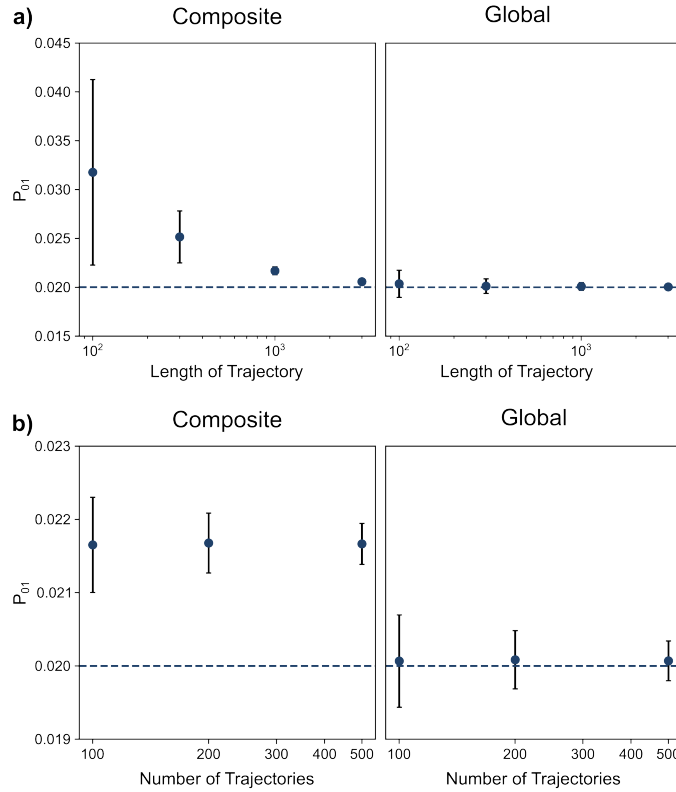 a)
Composite
Global
0.045
0.040
0.035
0.030
0.025
0.020
0.015
P01
10² 10³
10² 10³
Length of Trajectory
Length of Trajectory
b)
Composite
Global
0.023
0.022
0.021
0.020
0.019
P01
100 200 300 400 500
100 200 300 400 500
Number of Trajectories
Number of Trajectories